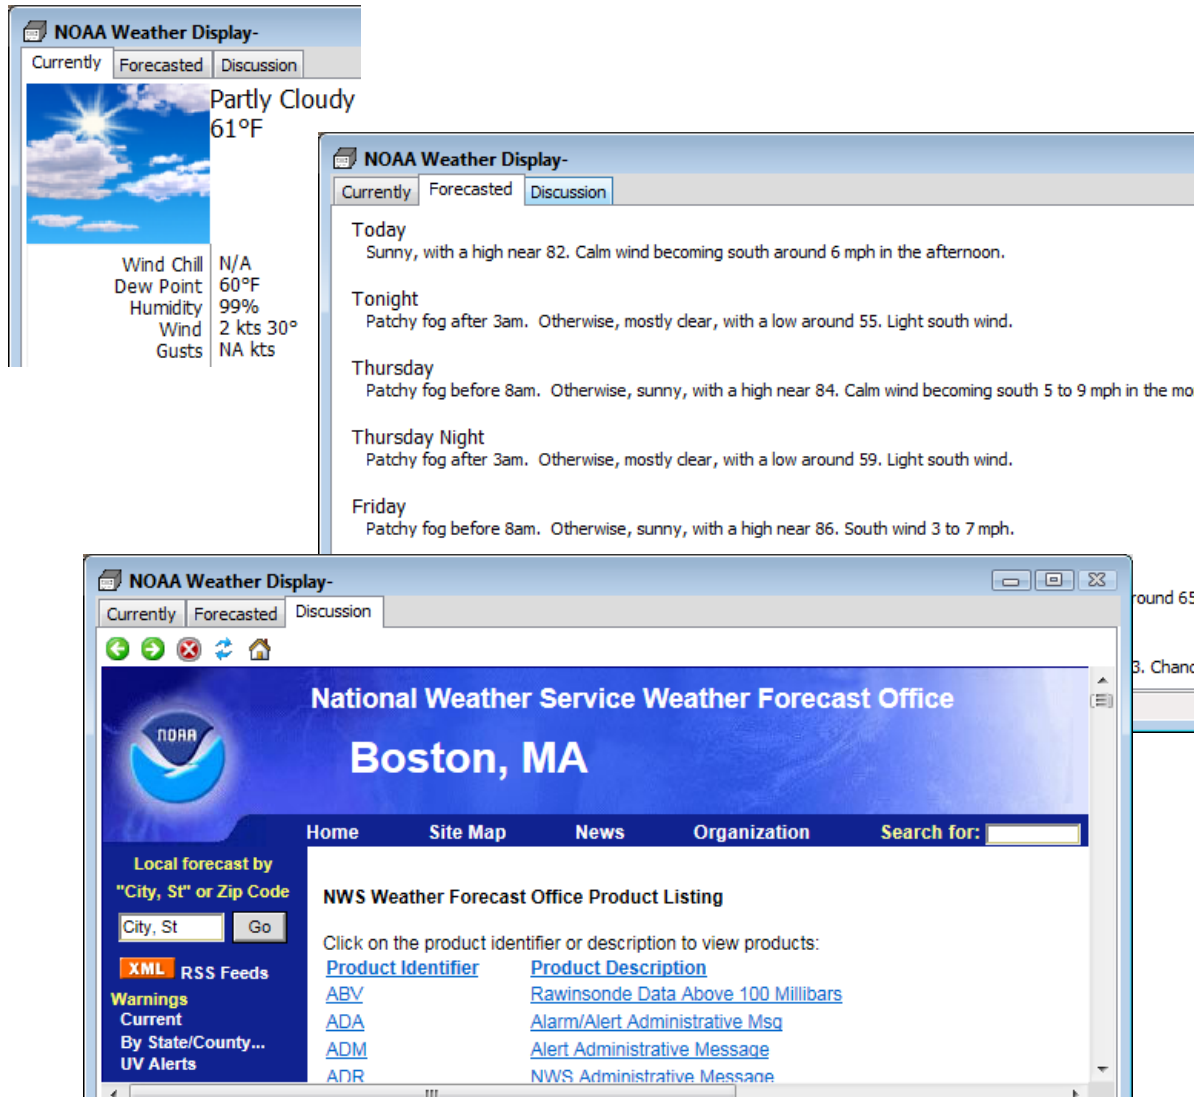 NOAA Weather Display-
Currently Forecasted Discussion
Partly Cloudy
61°F
Wind Chill N/A
Dew Point 60°F
Humidity 99%
Wind 2 kts 30°
Gusts NA kts
NOAA Weather Display-
Currently Forecasted Discussion
Today
Sunny, with a high near 82. Calm wind becoming south around 6 mph in the afternoon.
Tonight
Patchy fog after 3am. Otherwise, mostly clear, with a low around 55. Light south wind.
Thursday
Patchy fog before 8am. Otherwise, sunny, with a high near 84. Calm wind becoming south 5 to 9 mph in the mo
Thursday Night
Patchy fog after 3am. Otherwise, mostly clear, with a low around 59. Light south wind.
Friday
Patchy fog before 8am. Otherwise, sunny, with a high near 86. South wind 3 to 7 mph.
round 65
3. Chanc
NOAA Weather Display-
Currently Forecasted Discussion
NOAA
National Weather Service Weather Forecast Office
Boston, MA
Home Site Map News Organization Search for:
Local forecast by
"City, St" or Zip Code
City, St Go
XML RSS Feeds
Warnings
Current
By State/County...
UV Alerts
NWS Weather Forecast Office Product Listing
Click on the product identifier or description to view products:
Product Identifier Product Description
ABV Rawinsonde Data Above 100 Millibars
ADA Alarm/Alert Administrative Msg
ADM Alert Administrative Message
ADR NWS Administrative Message